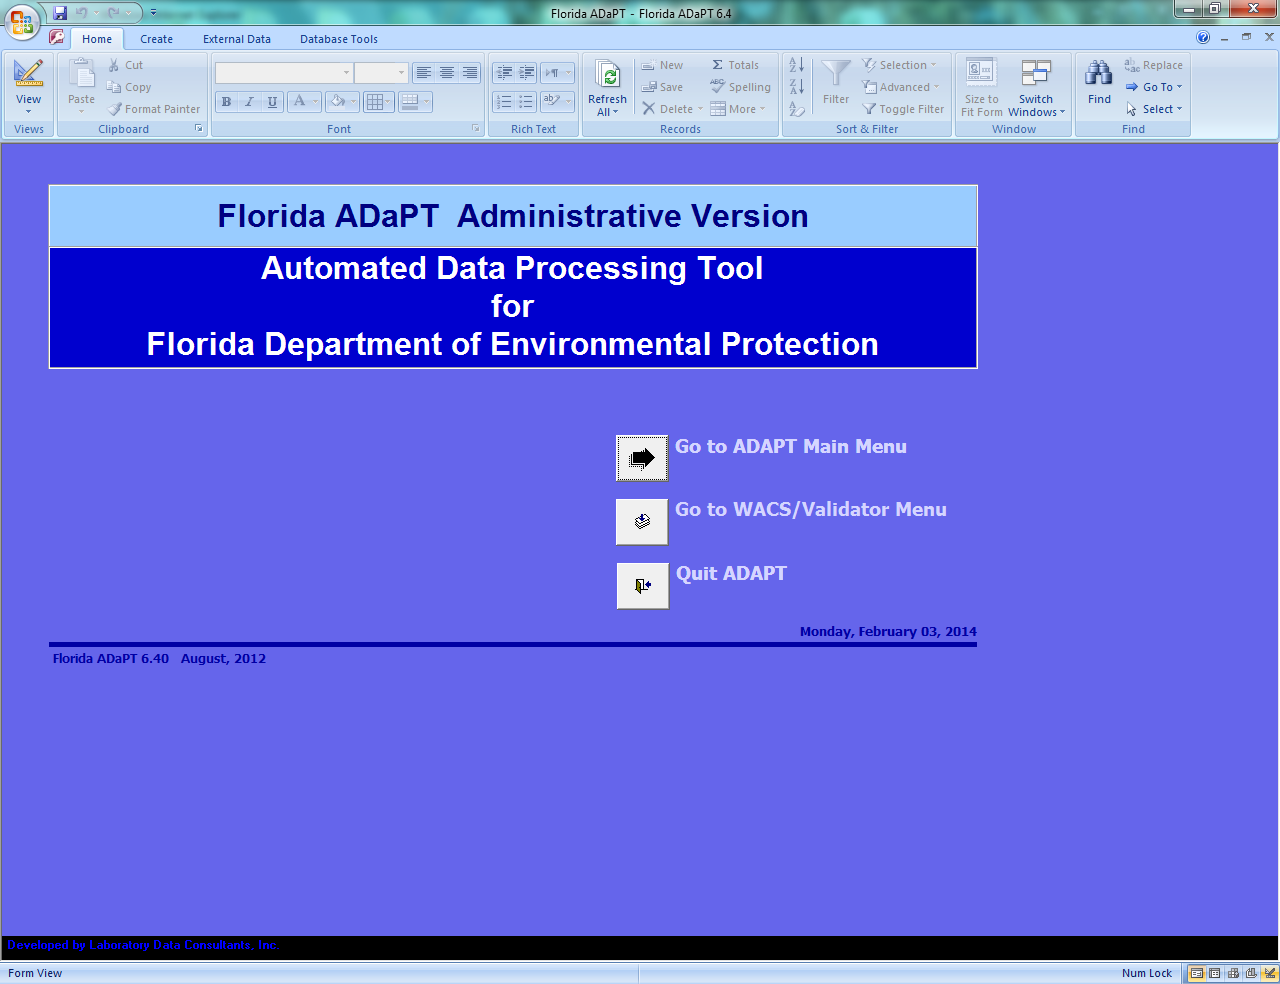 Florida ADaPT - Florida ADaPT 6.4
Home Create External Data Database Tools
View
Views
Paste
Cut
Copy
Format Painter
Clipboard
B I U A
Font
ab
Rich Text
Refresh
All
New
Save
Delete
Σ Totals
ABC Spelling
More
Records
A Z
Z A
Filter
Selection
Advanced
Toggle Filter
Sort & Filter
Size to
Fit Form
Switch
Windows
Window
Find
Replace
Go To
Select
Find
Florida ADaPT Administrative Version
Automated Data Processing Tool
for
Florida Department of Environmental Protection
Go to ADAPT Main Menu
Go to WACS/Validator Menu
Quit ADAPT
Monday, February 03, 2014
Florida ADaPT 6.40 August, 2012
Developed by Laboratory Data Consultants, Inc.
Form View
Num Lock